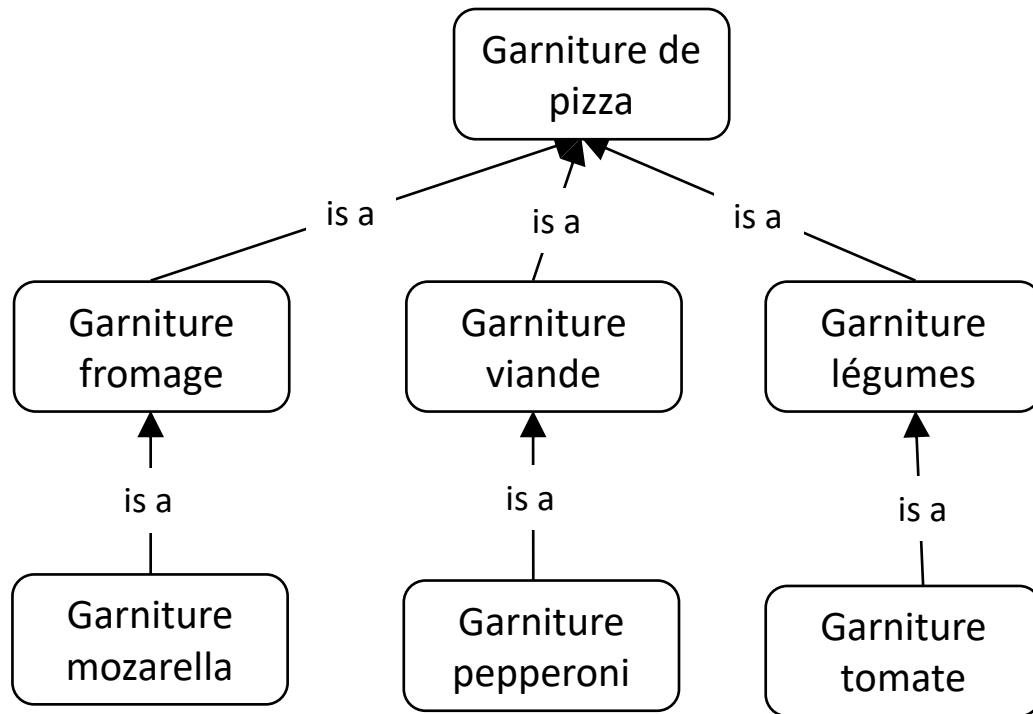 Garniture de
pizza
is a
is a
is a
Garniture
fromage
Garniture
viande
Garniture
légumes
is a
is a
is a
Garniture
mozarella
Garniture
pepperoni
Garniture
tomate